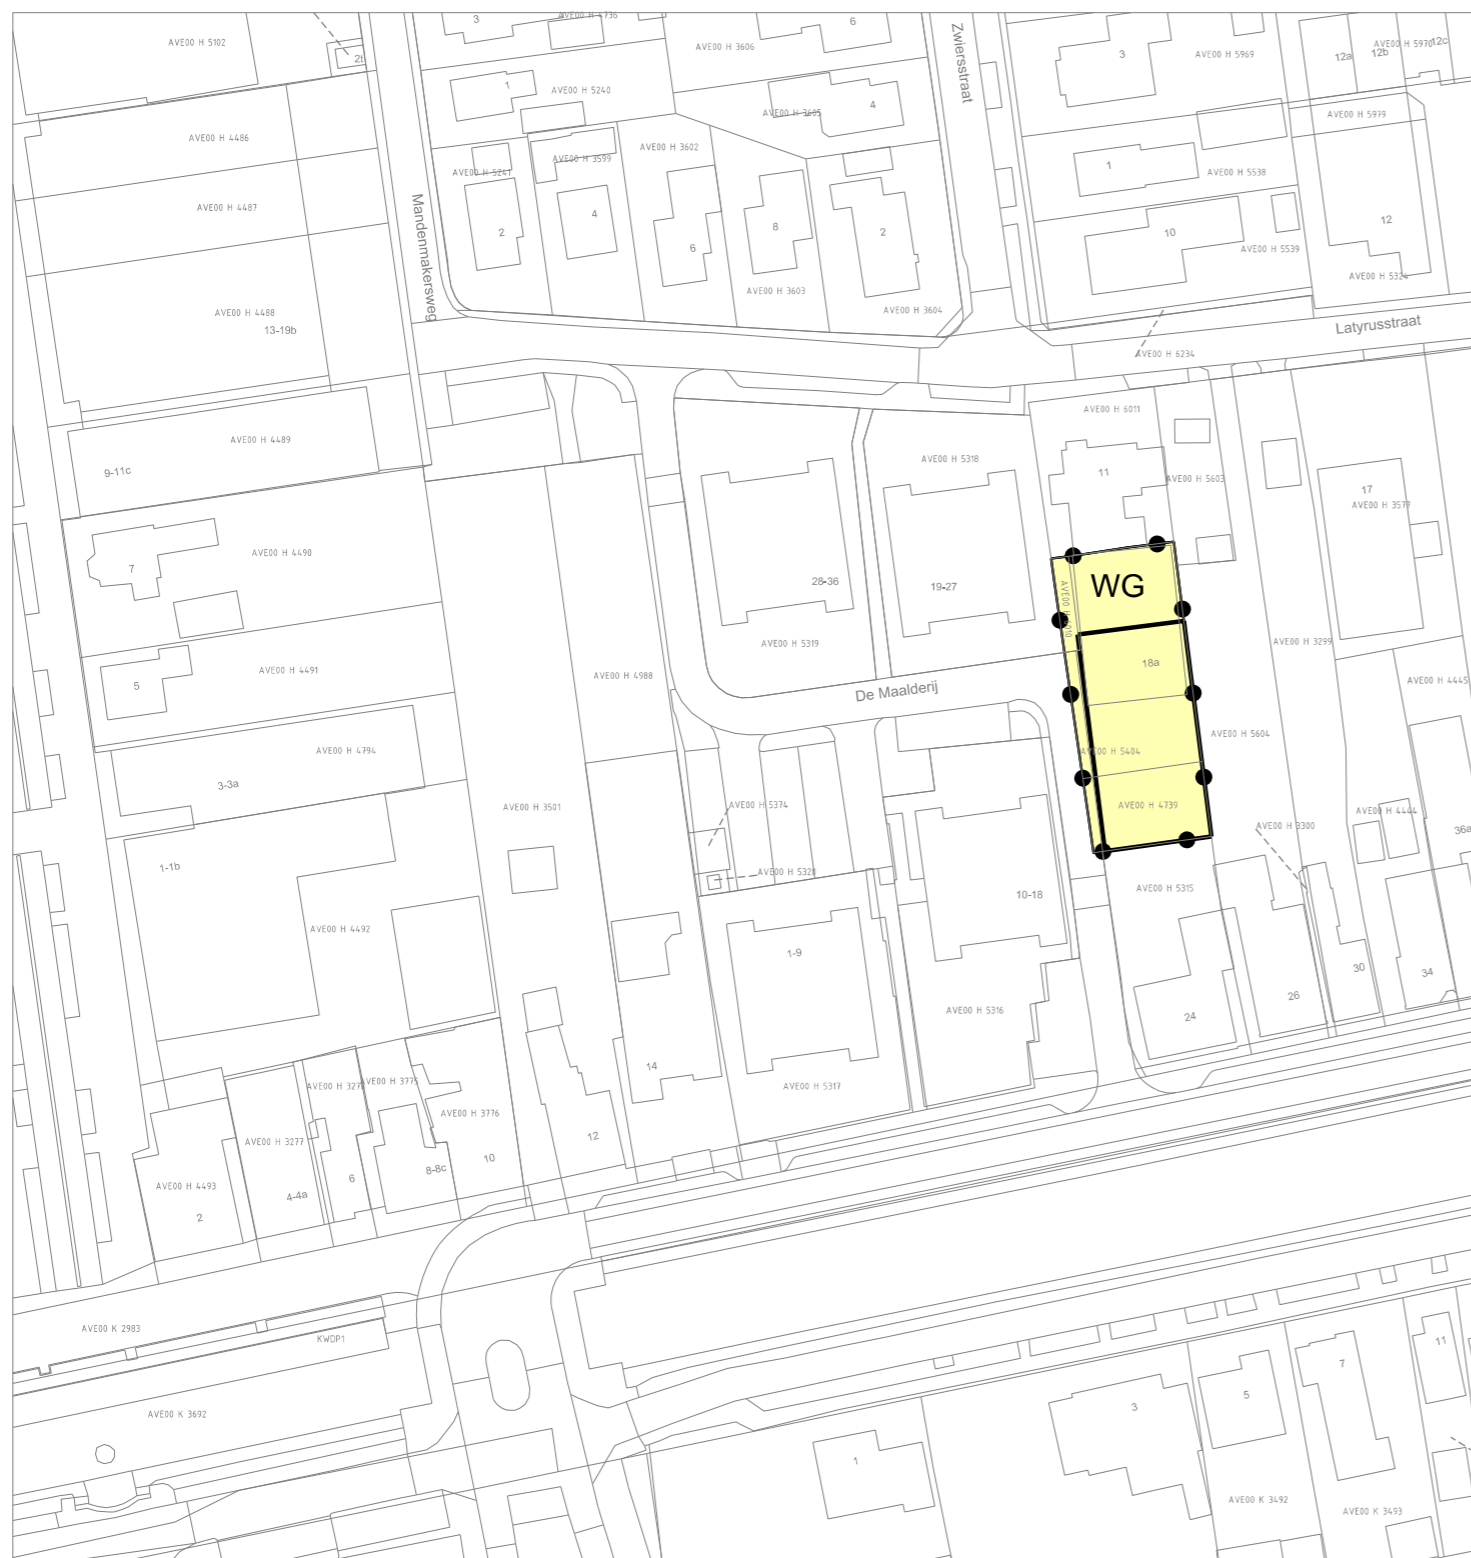 AVE00 H 5102
3
AVE00 H 4736
AVE00 H 3606
6
Zwiersstraat
3
AVE00 H 5969
12a
12b
AVE00 H 5970
12c
1
AVE00 H 5240
4
AVE00 H 3605
AVE00 H 5979
AVE00 H 4486
AVE00 H 3602
AVE00 H 3599
AVE00 H 5241
1
AVE00 H 5538
AVE00 H 4487
Mandenmakersweg
2
4
6
8
2
10
12
AVE00 H 5539
AVE00 H 5324
AVE00 H 3603
AVE00 H 3604
AVE00 H 4488
13-19b
Latyrusstraat
AVE00 H 6234
AVE00 H 6011
AVE00 H 4489
9-11c
AVE00 H 5318
11
AVE00 H 5603
17
AVE00 H 3577
7
AVE00 H 4490
28-36
19-27
WG
AVE00 H 6010
AVE00 H 5319
AVE00 H 3299
18a
5
AVE00 H 4491
AVE00 H 4988
De Maalderij
AVE00 H 4445
AVE00 H 5604
AVE00 H 5404
AVE00 H 4794
3-3a
AVE00 H 3501
AVE00 H 5374
AVE00 H 4739
AVE00 H 3300
AVE00 H 4444
36a
1-1b
AVE00 H 5320
AVE00 H 5315
10-18
AVE00 H 4492
1-9
30
34
26
24
AVE00 H 5316
14
AVE00 H 5317
AVE00 H 3775
AVE00 H 3277
AVE00 H 3776
12
10
8-8c
6
4-4a
AVE00 H 4493
2
AVE00 K 2983
KWDP1
11
7
5
3
AVE00 K 3692
1
AVE00 K 3492
AVE00 K 3493